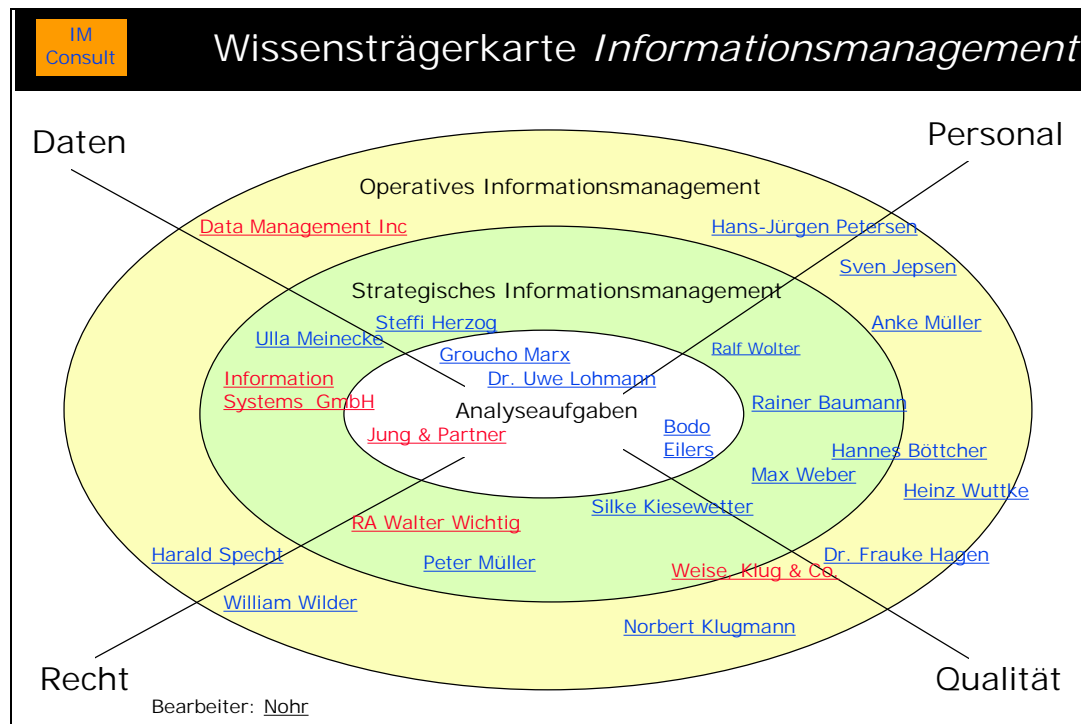 IM
Consult
Wissensträgerkarte Informationsmanagement
Daten
Personal
Operatives Informationsmanagement
Data Management Inc
Hans-Jürgen Petersen
Sven Jepsen
Strategisches Informationsmanagement
Steffi Herzog
Anke Müller
Ulla Meinecke
Groucho Marx
Ralf Wolter
Information
Systems GmbH
Dr. Uwe Lohmann
Analyseaufgaben
Rainer Baumann
Jung & Partner
Bodo
Eilers
Hannes Böttcher
Max Weber
Heinz Wuttke
Silke Kiesewetter
RA Walter Wichtig
Harald Specht
Peter Müller
Dr. Frauke Hagen
Weise, Klug & Co.
William Wilder
Norbert Klugmann
Recht
Qualität
Bearbeiter: Nohr